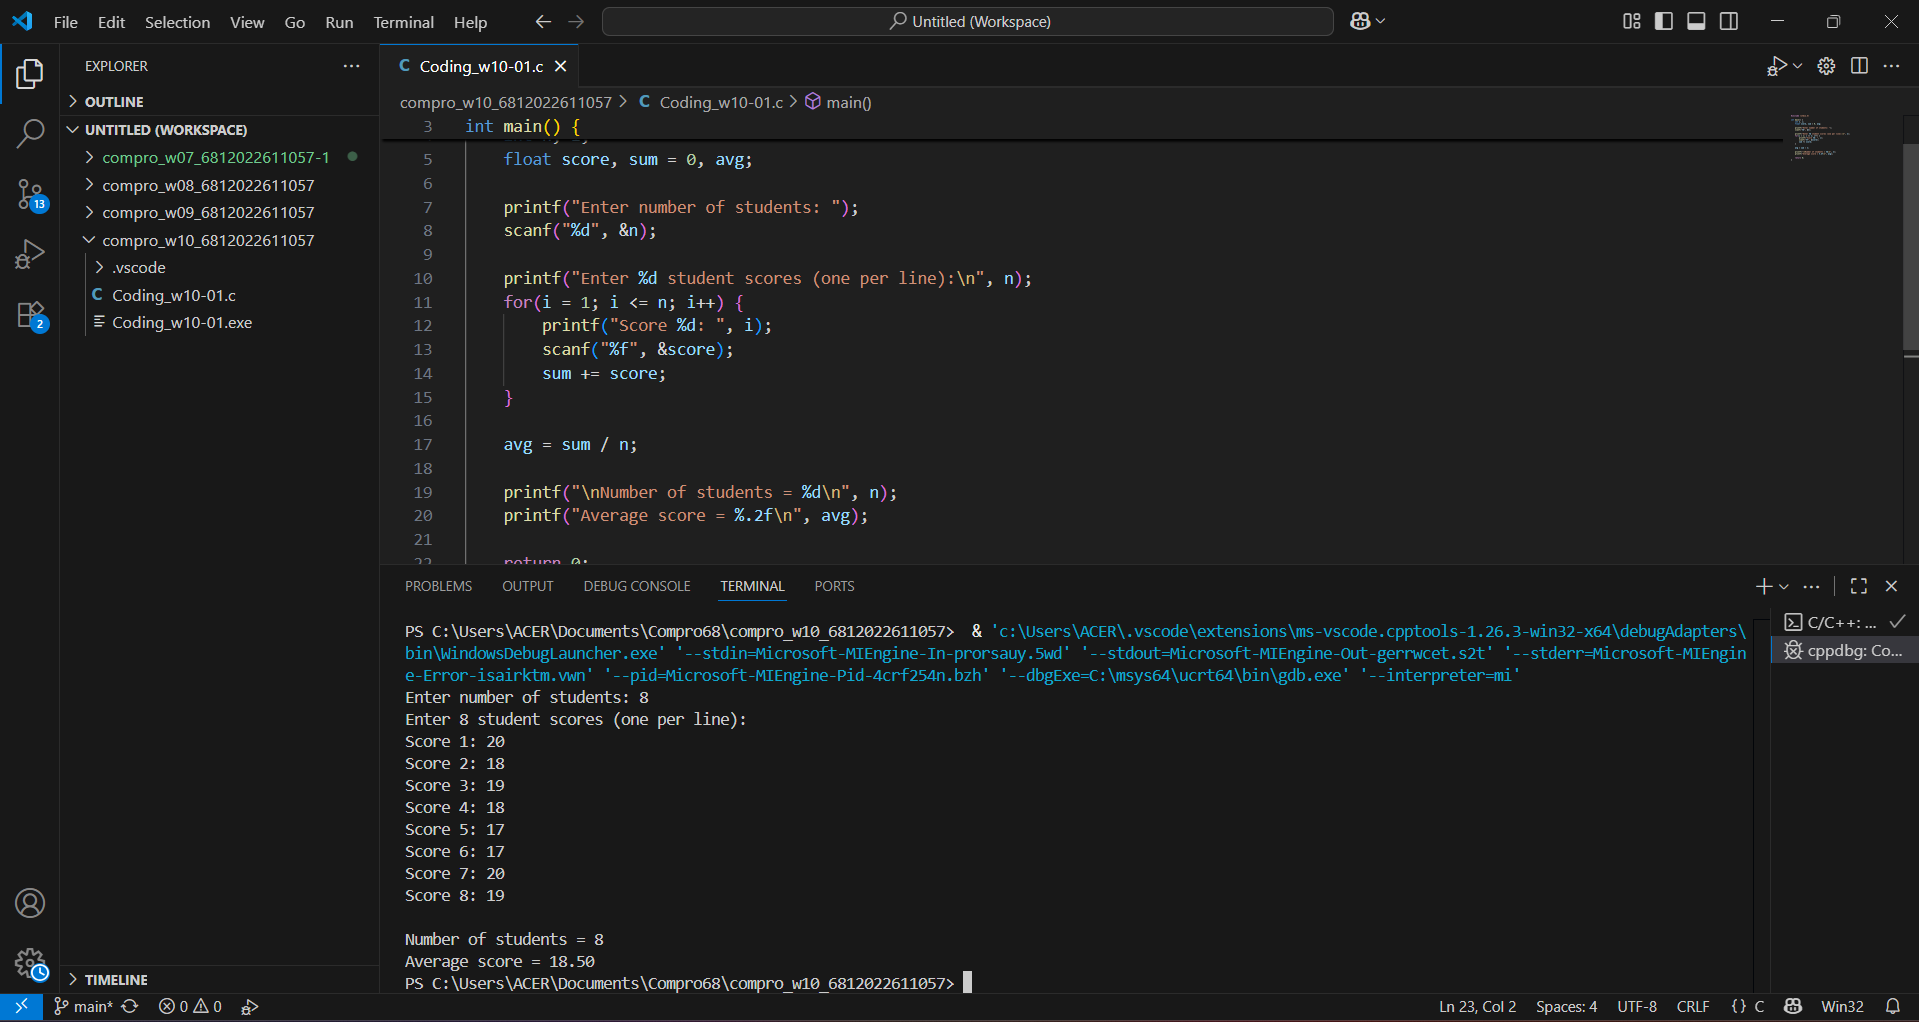 File Edit Selection View Go Run Terminal Help
Untitled (Workspace)
EXPLORER
OUTLINE
UNTITLED (WORKSPACE)
compro_w07_6812022611057-1
compro_w08_6812022611057
compro_w09_6812022611057
compro_w10_6812022611057
.vscode
C Coding_w10-01.c
Coding_w10-01.exe
TIMELINE
13
2
C Coding_w10-01.c
compro_w10_6812022611057 > C Coding_w10-01.c > main()
3 int main() {
5 float score, sum = 0, avg;
6
7 printf("Enter number of students: ");
8 scanf("%d", &n);
9
10 printf("Enter %d student scores (one per line):\n", n);
11 for(i = 1; i <= n; i++) {
12 printf("Score %d: ", i);
13 scanf("%f", &score);
14 sum += score;
15 }
16
17 avg = sum / n;
18
19 printf("\nNumber of students = %d\n", n);
20 printf("Average score = %.2f\n", avg);
21
22 return 0;
PROBLEMS OUTPUT DEBUG CONSOLE TERMINAL PORTS
PS C:\Users\ACER\Documents\Compro68\compro_w10_6812022611057> & 'c:\Users\ACER\.vscode\extensions\ms-vscode.cpptools-1.26.3-win32-x64\debugAdapters\
bin\WindowsDebugLauncher.exe' '--stdin=Microsoft-MIEngine-In-prorsauy.5wd' '--stdout=Microsoft-MIEngine-Out-gerrwcet.s2t' '--stderr=Microsoft-MIEngin
e-Error-isairktm.vwn' '--pid=Microsoft-MIEngine-Pid-4crf254n.bzh' '--dbgExe=C:\msys64\ucrt64\bin\gdb.exe' '--interpreter=mi'
Enter number of students: 8
Enter 8 student scores (one per line):
Score 1: 20
Score 2: 18
Score 3: 19
Score 4: 18
Score 5: 17
Score 6: 17
Score 7: 20
Score 8: 19
Number of students = 8
Average score = 18.50
PS C:\Users\ACER\Documents\Compro68\compro_w10_6812022611057>
C/C++: ...
cppdbg: Co...
main* 0 0
Ln 23, Col 2 Spaces: 4 UTF-8 CRLF {} C Win32